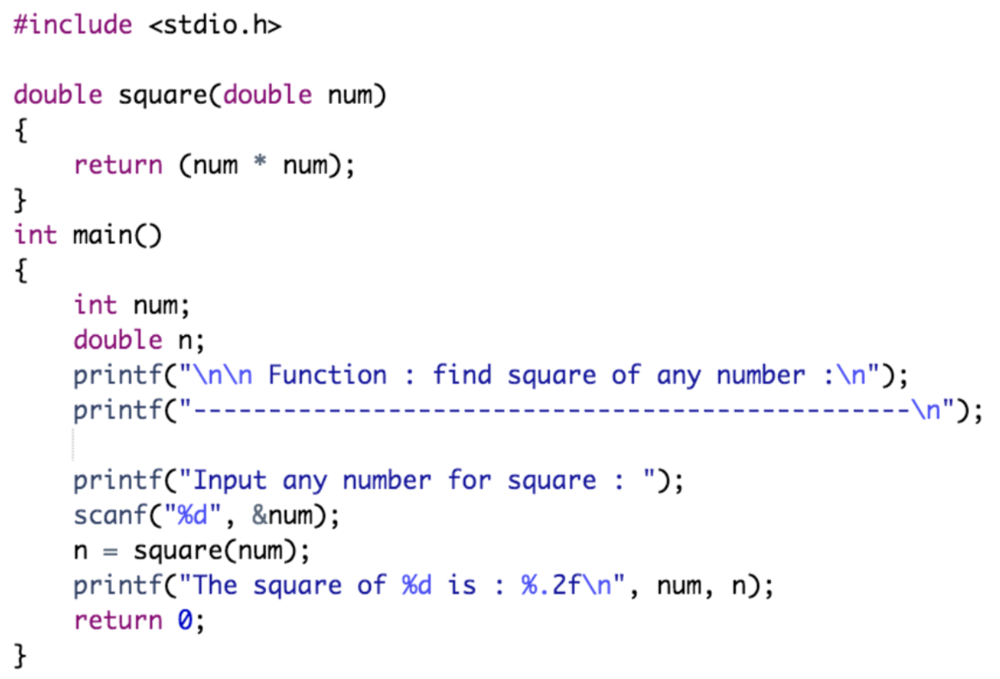 #include <stdio.h>
double square(double num)
{
return (num * num);
}
int main()
{
int num;
double n;
printf("\n\n Function : find square of any number :\n");
printf("------------------------------------------------\n");
printf("Input any number for square : ");
scanf("%d", &num);
n = square(num);
printf("The square of %d is : %.2f\n", num, n);
return 0;
}